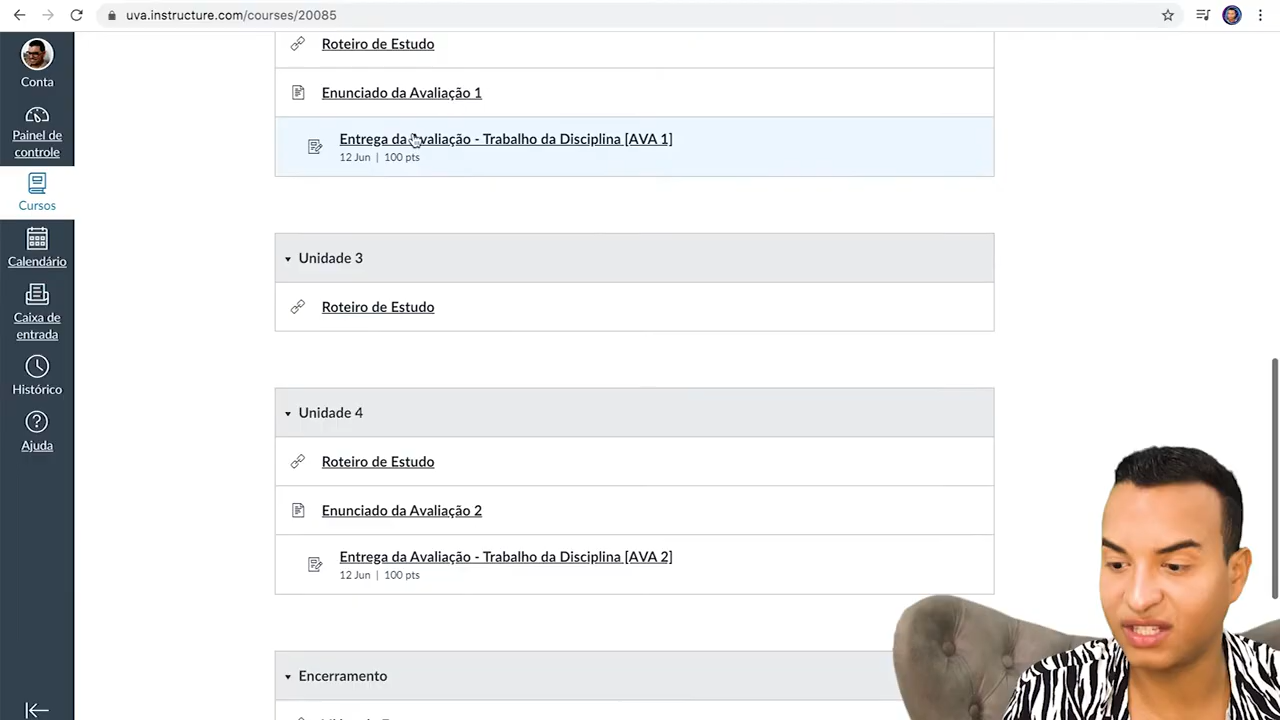 uva.instructure.com/courses/20085
Conta
Painel de
controle
Cursos
Calendário
Caixa de
entrada
Histórico
Ajuda
Roteiro de Estudo
Enunciado da Avaliação 1
Entrega da Avaliação - Trabalho da Disciplina [AVA 1]
12 Jun | 100 pts
Unidade 3
Roteiro de Estudo
Unidade 4
Roteiro de Estudo
Enunciado da Avaliação 2
Entrega da Avaliação - Trabalho da Disciplina [AVA 2]
12 Jun | 100 pts
Encerramento